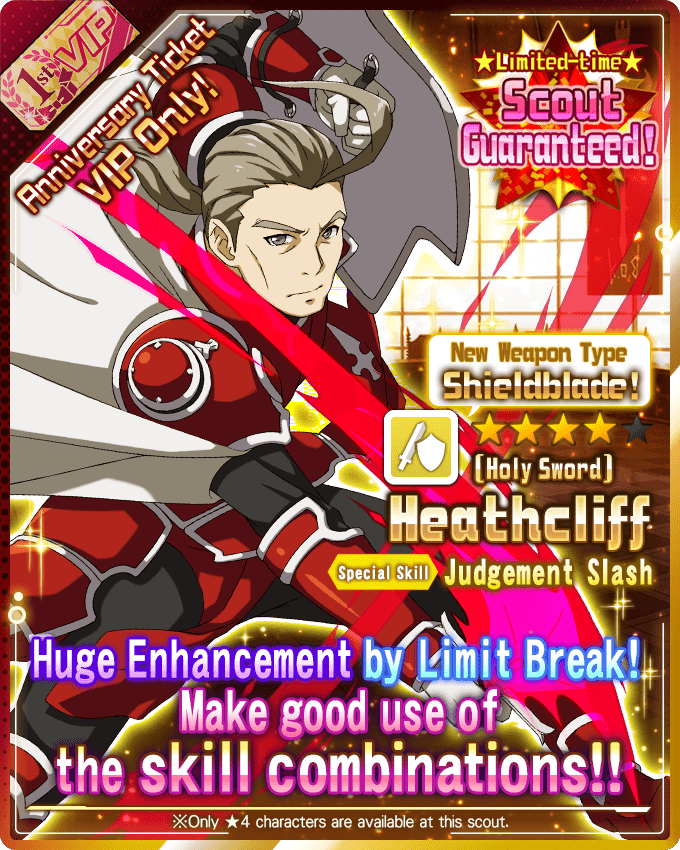 1st VIP
Anniversary Ticket
VIP Only!
★Limited-time★
Scout
Guaranteed!
New Weapon Type
Shieldblade!
★★★★★
[Holy Sword]
Heathcliff
Special Skill Judgement Slash
Huge Enhancement by Limit Break!
Make good use of
the skill combinations!!
※Only ★4 characters are available at this scout.